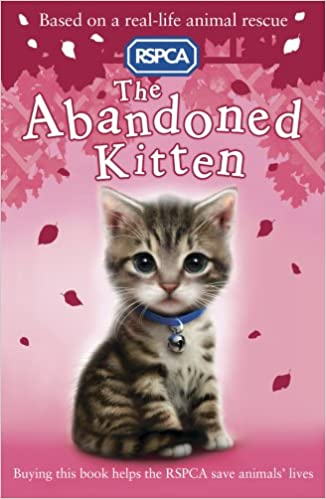 Based on a real-life animal rescue
RSPCA
The
Abandoned
Kitten
Buying this book helps the RSPCA save animals' lives